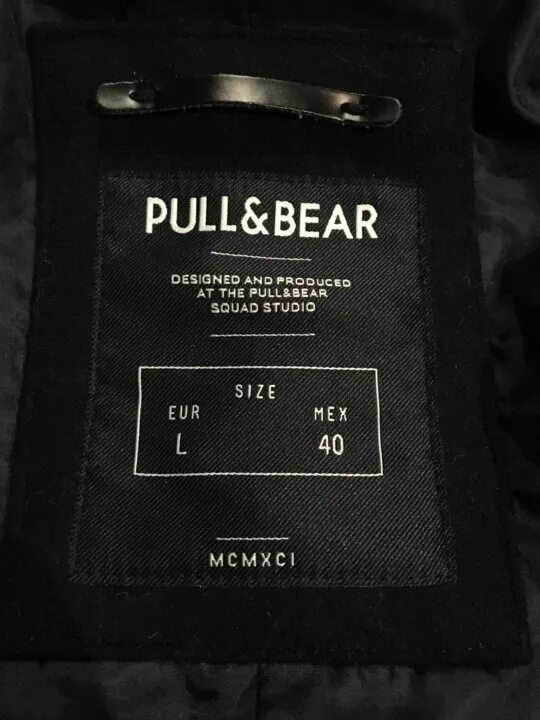 PULL&BEAR
DESIGNED AND PRODUCED
AT THE PULL&BEAR
SQUAD STUDIO
SIZE
EUR MEX
L 40
MCMXCI